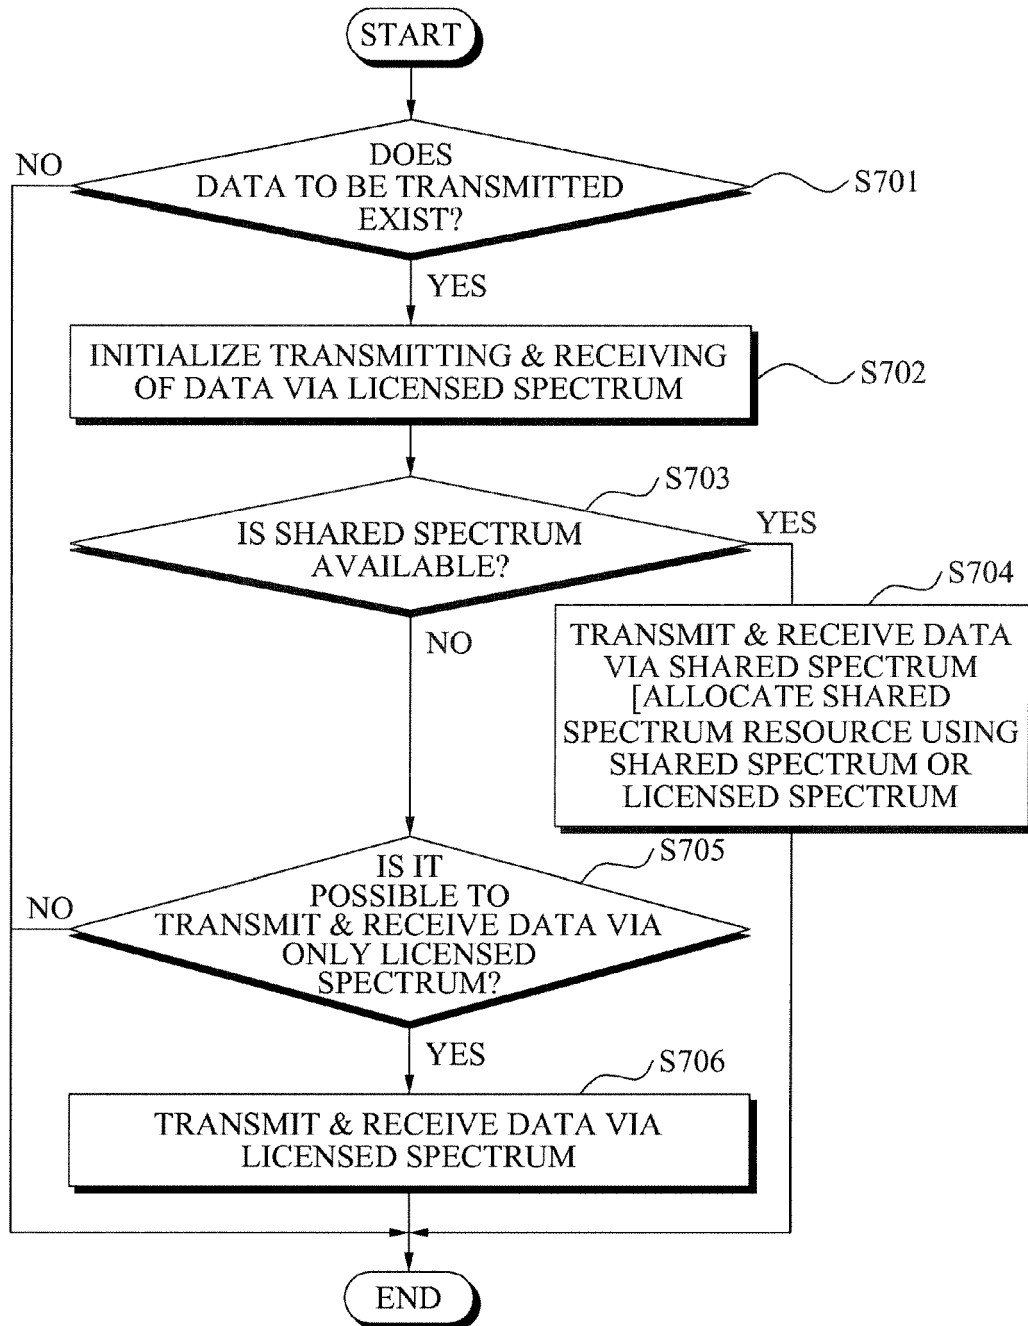 START
DOES
DATA TO BE TRANSMITTED
EXIST?
NO
S701
YES
INITIALIZE TRANSMITTING & RECEIVING
OF DATA VIA LICENSED SPECTRUM
S702
S703
IS SHARED SPECTRUM
AVAILABLE?
YES
NO
S704
TRANSMIT & RECEIVE DATA
VIA SHARED SPECTRUM
[ALLOCATE SHARED
SPECTRUM RESOURCE USING
SHARED SPECTRUM OR
LICENSED SPECTRUM
S705
IS IT
POSSIBLE TO
TRANSMIT & RECEIVE DATA VIA
ONLY LICENSED
SPECTRUM?
NO
YES
S706
TRANSMIT & RECEIVE DATA VIA
LICENSED SPECTRUM
END